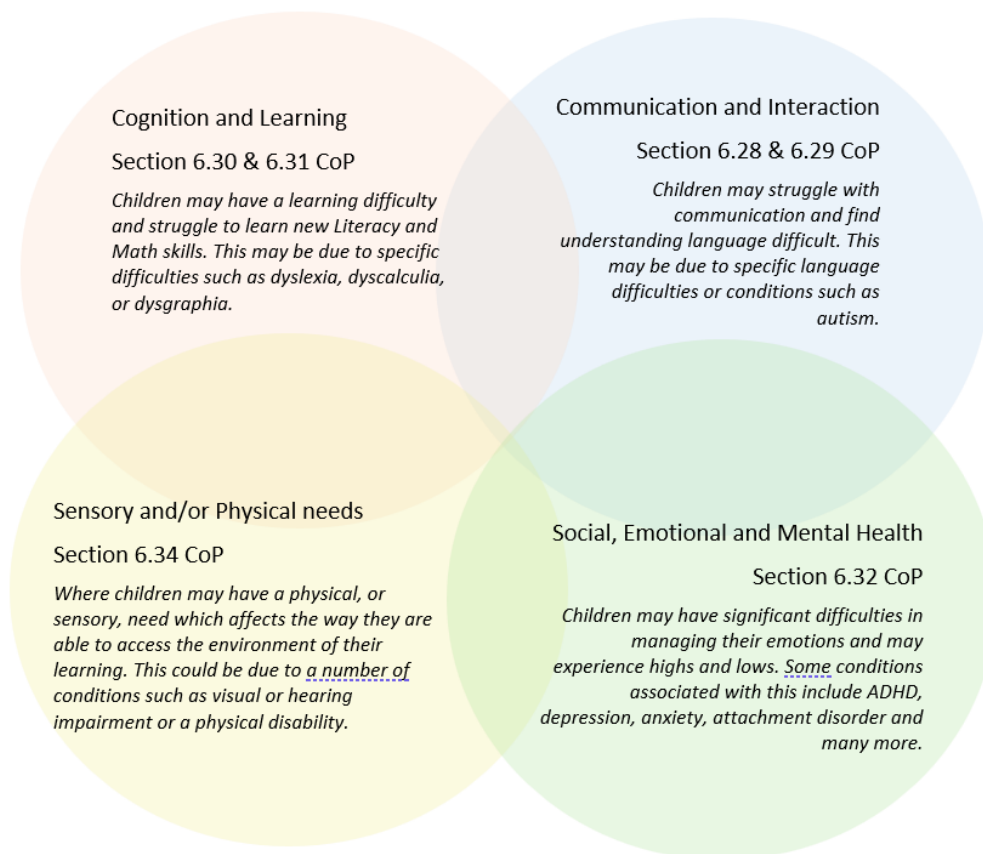 Cognition and Learning
Section 6.30 & 6.31 CoP
Children may have a learning difficulty
and struggle to learn new Literacy and
Math skills. This may be due to specific
difficulties such as dyslexia, dyscalculia,
or dysgraphia.
Communication and Interaction
Section 6.28 & 6.29 CoP
Children may struggle with
communication and find
understanding language difficult. This
may be due to specific language
difficulties or conditions such as
autism.
Sensory and/or Physical needs
Section 6.34 CoP
Where children may have a physical, or
sensory, need which affects the way they are
able to access the environment of their
learning. This could be due to a number of
conditions such as visual or hearing
impairment or a physical disability.
Social, Emotional and Mental Health
Section 6.32 CoP
Children may have significant difficulties in
managing their emotions and may
experience highs and lows. Some conditions
associated with this include ADHD,
depression, anxiety, attachment disorder and
many more.